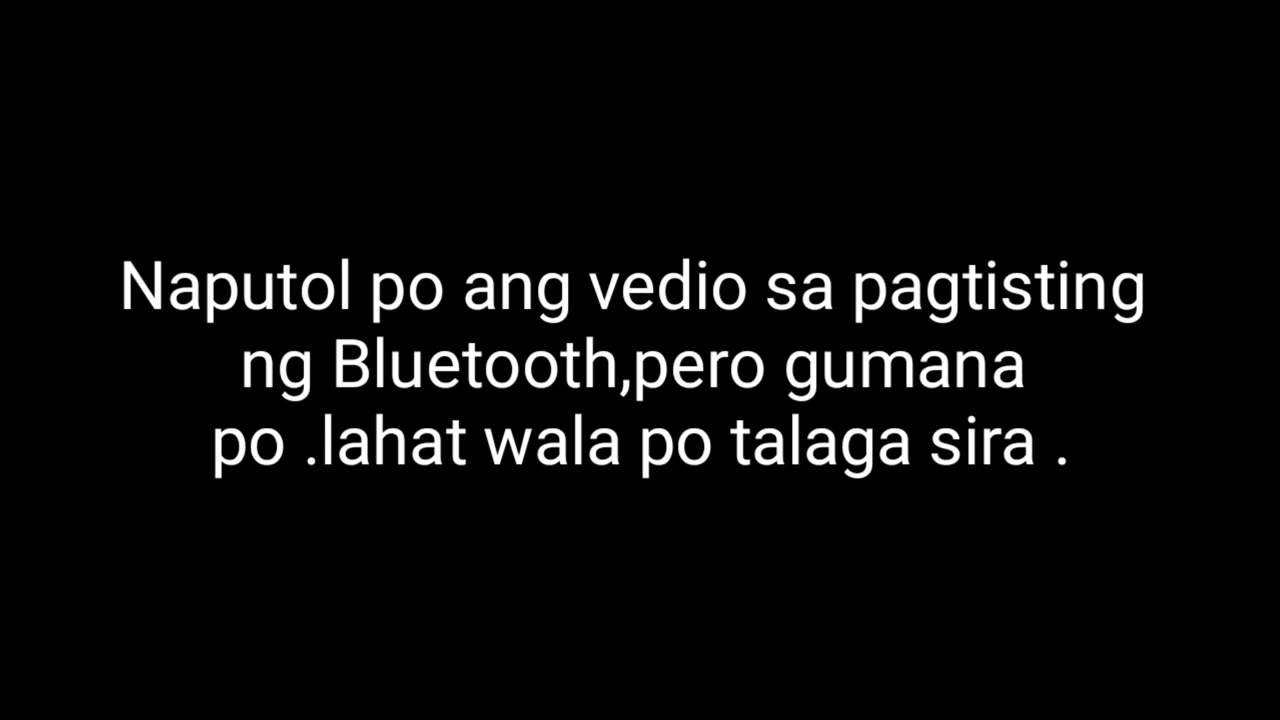 Naputol po ang vedio sa pagtisting
ng Bluetooth,pero gumana
po .lahat wala po talaga sira .